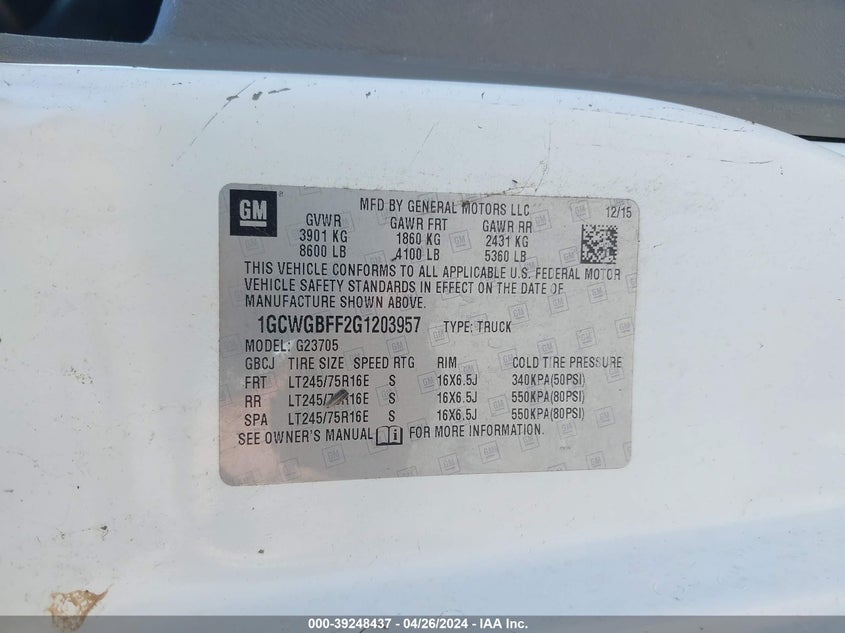 GM
MFD BY GENERAL MOTORS LLC 12/15
GVWR GAWR FRT GAWR RR
3901 KG 1860 KG 2431 KG
8600 LB 4100 LB 5360 LB
THIS VEHICLE CONFORMS TO ALL APPLICABLE U.S. FEDERAL MOTOR
VEHICLE SAFETY STANDARDS IN EFFECT ON THE DATE OF
MANUFACTURE SHOWN ABOVE.
1GCWGBFF2G1203957 TYPE: TRUCK
MODEL: G23705
GBCJ TIRE SIZE SPEED RTG RIM COLD TIRE PRESSURE
FRT LT245/75R16E S 16X6.5J 340KPA(50PSI)
RR LT245/75R16E S 16X6.5J 550KPA(80PSI)
SPA LT245/75R16E S 16X6.5J 550KPA(80PSI)
SEE OWNER'S MANUAL i FOR MORE INFORMATION.
000-39248437 - 04/26/2024 - IAA Inc.